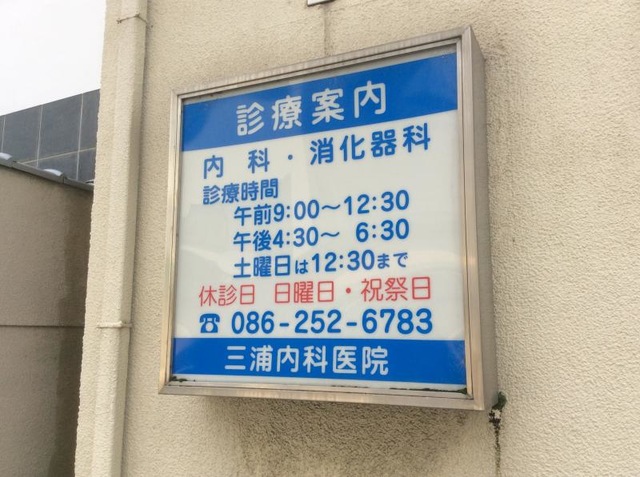 診療案内
内科・消化器科
診療時間
午前9:00〜12:30
午後4:30〜 6:30
土曜日は12:30まで
休診日 日曜日・祝祭日
☎ 086-252-6783
三浦内科医院